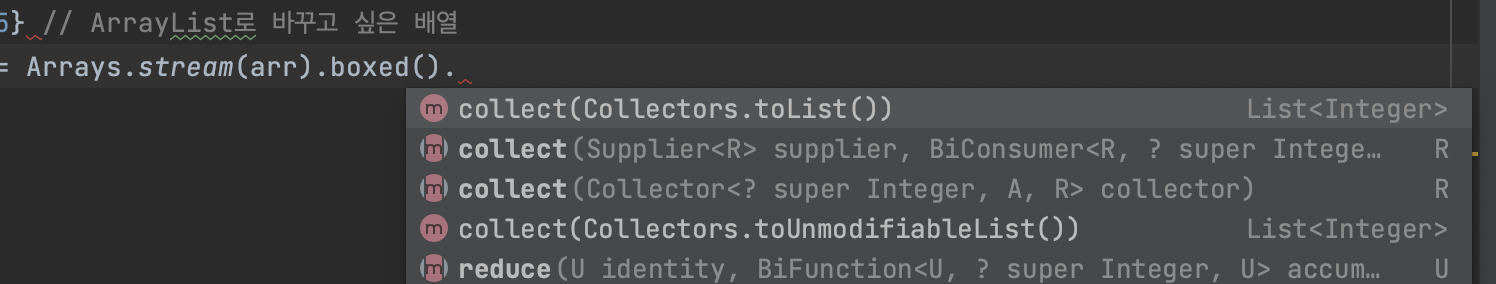 5} // ArrayList로 바꾸고 싶은 배열
= Arrays.stream(arr).boxed().
m collect(Collectors.toList()) List<Integer>
m collect(Supplier<R> supplier, BiConsumer<R, ? super Intege… R
m collect(Collector<? super Integer, A, R> collector) R
m collect(Collectors.toUnmodifiableList()) List<Integer>
m reduce(U identity, BiFunction<U, ? super Integer, U> accum… U